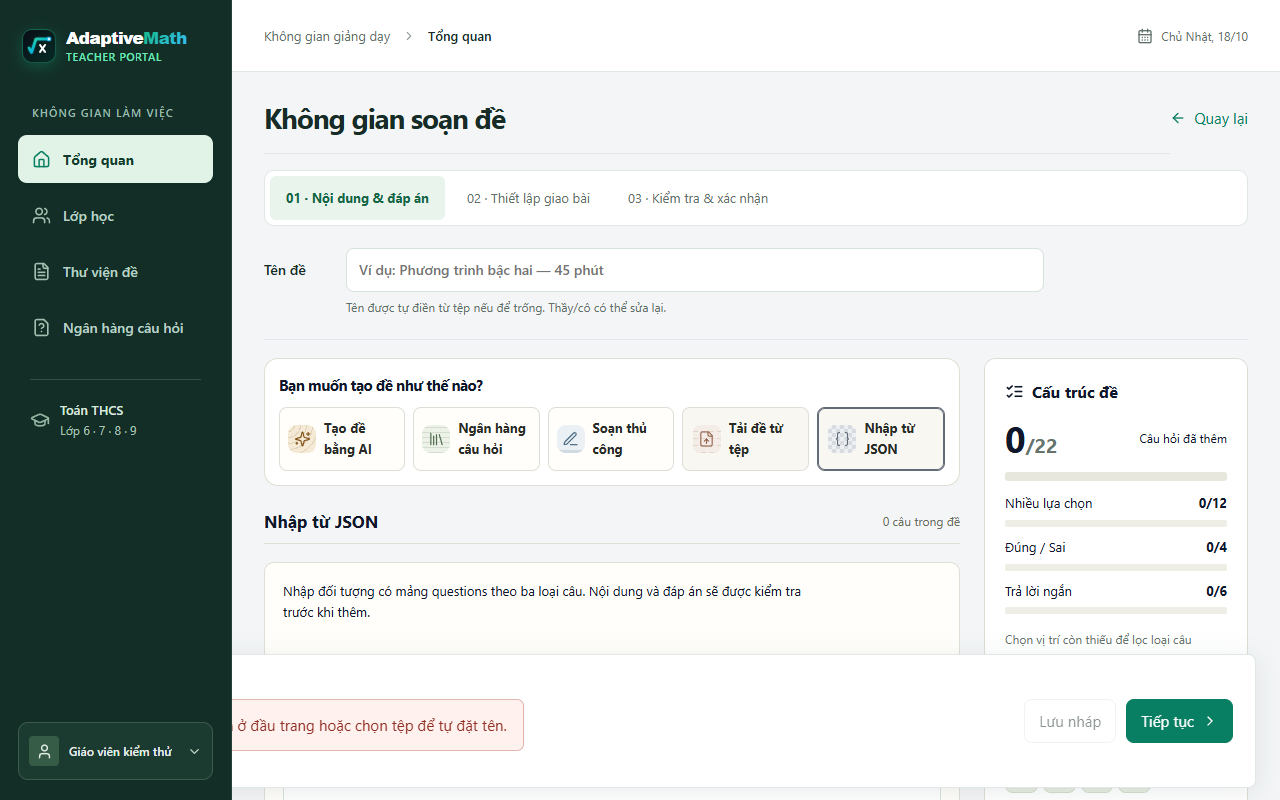 AdaptiveMath
TEACHER PORTAL
KHÔNG GIAN LÀM VIỆC
Tổng quan
Lớp học
Thư viện đề
Ngân hàng câu hỏi
Toán THCS
Lớp 6 · 7 · 8 · 9
Giáo viên kiểm thử
Không gian giảng dạy
Tổng quan
Chủ Nhật, 18/10
Không gian soạn đề
Quay lại
01 · Nội dung & đáp án
02 · Thiết lập giao bài
03 · Kiểm tra & xác nhận
Tên đề
Ví dụ: Phương trình bậc hai — 45 phút
Tên được tự điền từ tệp nếu để trống. Thầy/cô có thể sửa lại.
Bạn muốn tạo đề như thế nào?
Tạo đề
bằng AI
Ngân hàng
câu hỏi
Soạn thủ
công
Tải đề từ
tệp
Nhập từ
JSON
Nhập từ JSON
0 câu trong đề
Nhập đối tượng có mảng questions theo ba loại câu. Nội dung và đáp án sẽ được kiểm tra
trước khi thêm.
Cấu trúc đề
0/22
Câu hỏi đã thêm
Nhiều lựa chọn
0/12
Đúng / Sai
0/4
Trả lời ngắn
0/6
Chọn vị trí còn thiếu để lọc loại câu
ở đầu trang hoặc chọn tệp để tự đặt tên.
Lưu nháp
Tiếp tục